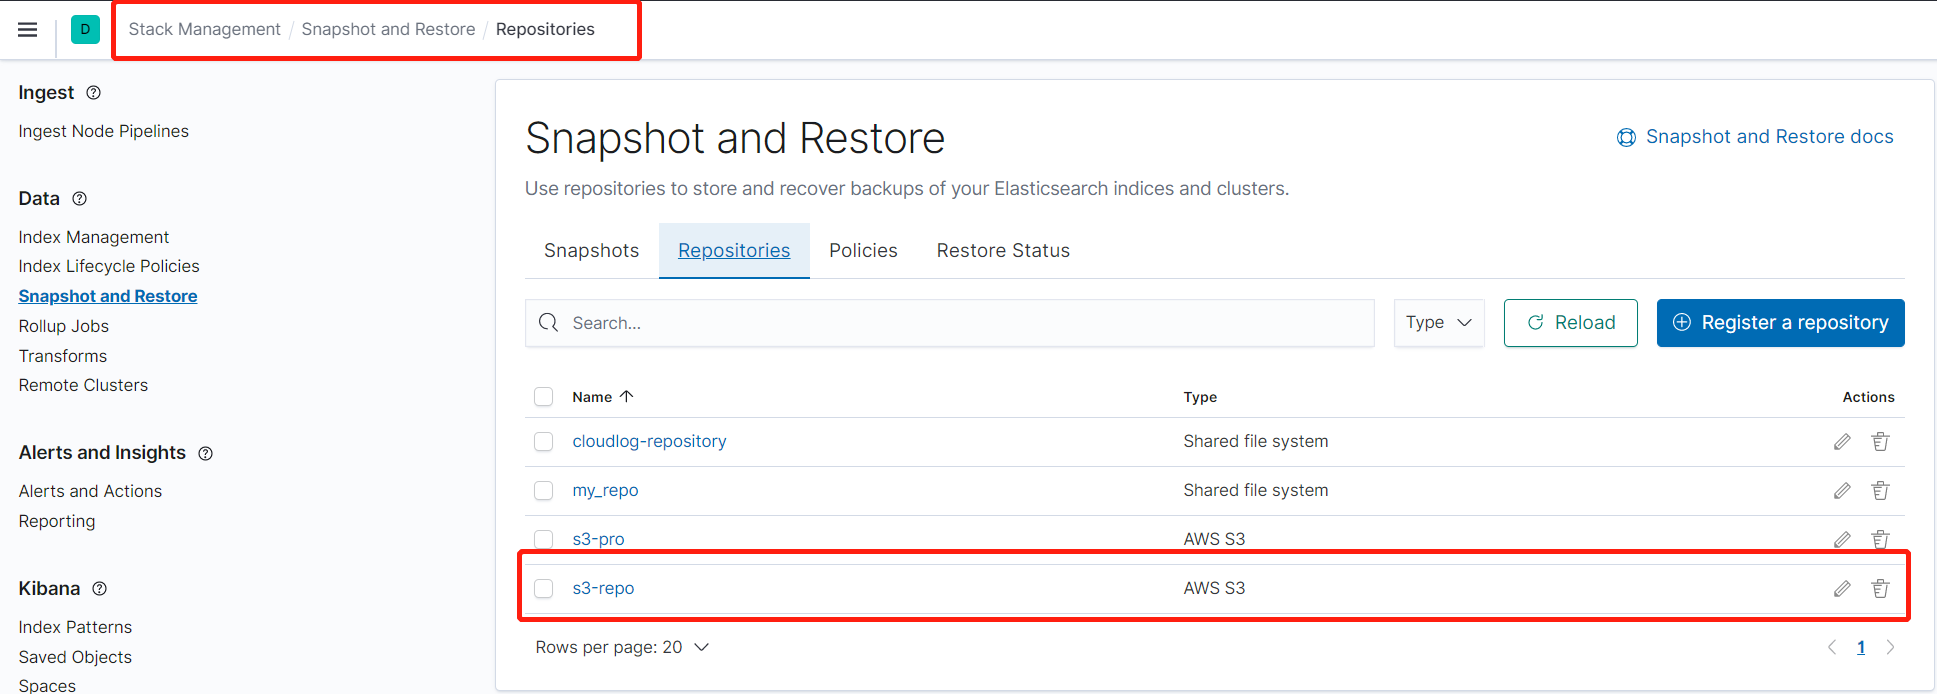 D Stack Management / Snapshot and Restore / Repositories
Ingest
Ingest Node Pipelines
Data
Index Management
Index Lifecycle Policies
Snapshot and Restore
Rollup Jobs
Transforms
Remote Clusters
Alerts and Insights
Alerts and Actions
Reporting
Kibana
Index Patterns
Saved Objects
Spaces
Snapshot and Restore
Snapshot and Restore docs
Use repositories to store and recover backups of your Elasticsearch indices and clusters.
Snapshots Repositories Policies Restore Status
Search... Type Reload Register a repository
Name Type Actions
cloudlog-repository Shared file system
my_repo Shared file system
s3-pro AWS S3
s3-repo AWS S3
Rows per page: 20 1